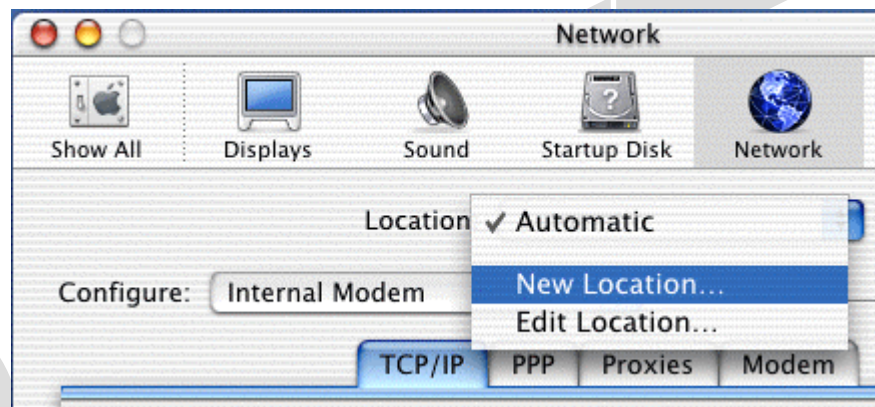 Network
Show All Displays Sound Startup Disk Network
Location ✓ Automatic
New Location...
Configure: Internal Modem
Edit Location...
TCP/IP PPP Proxies Modem